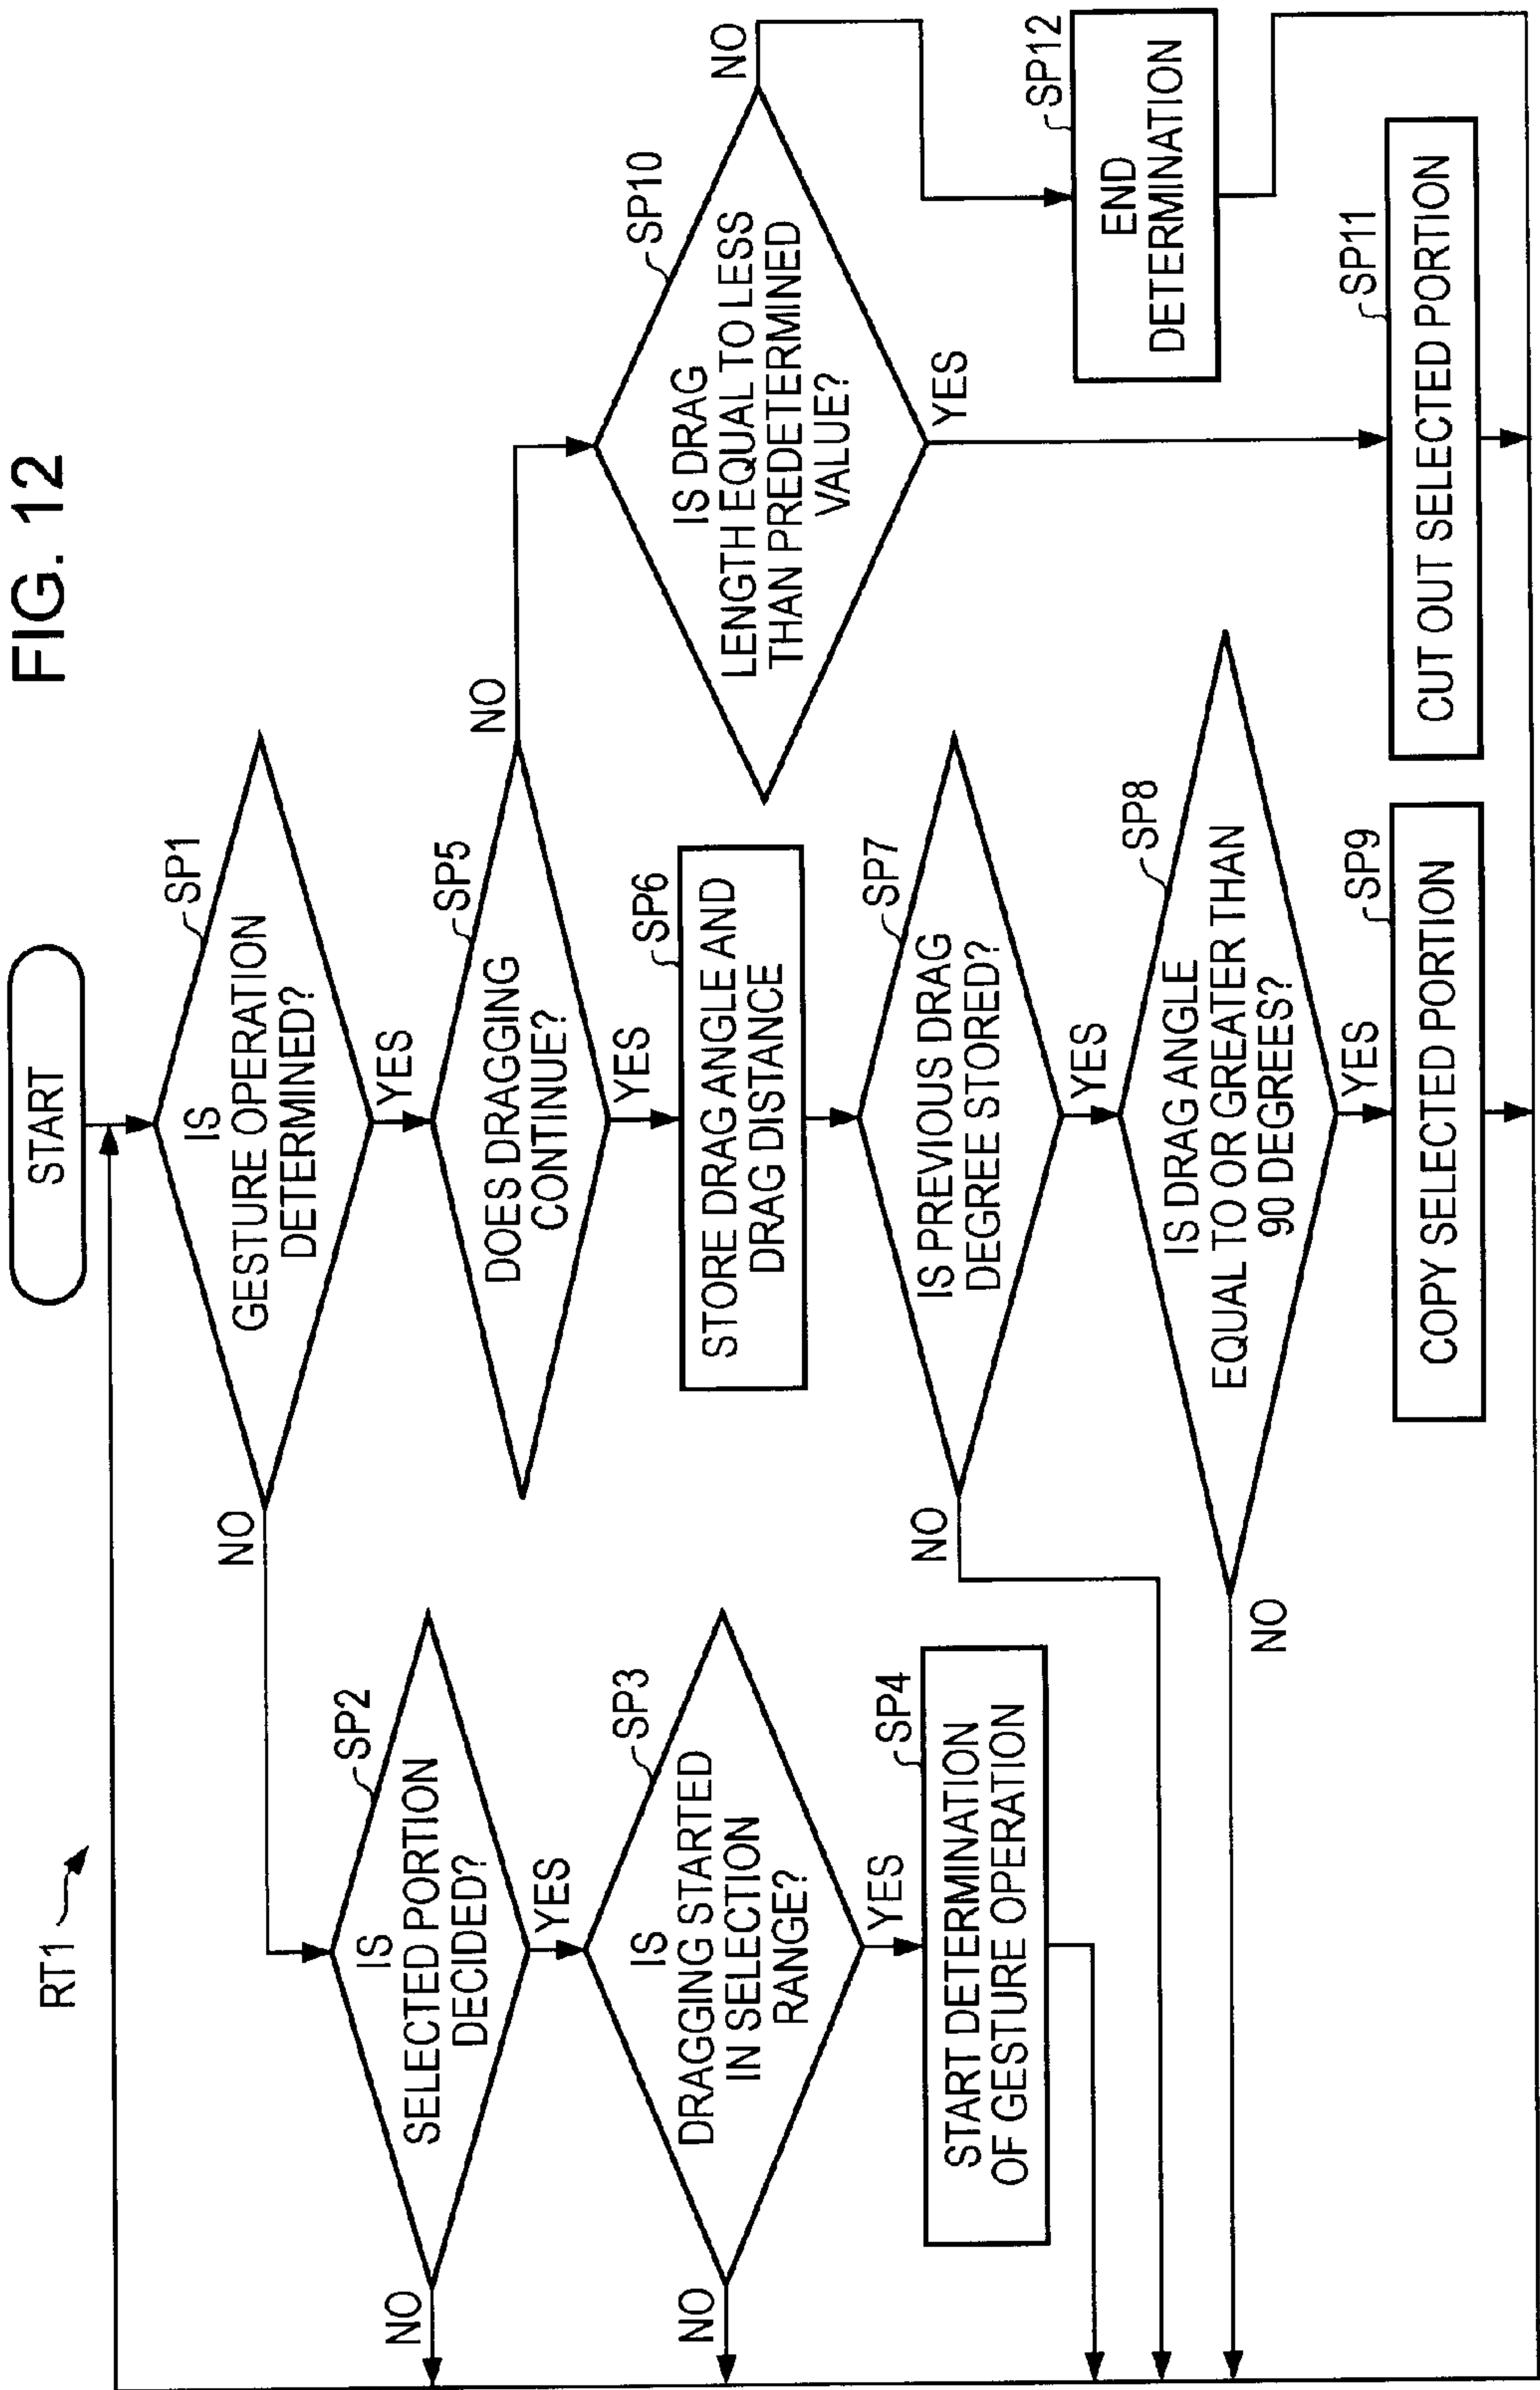 FIG. 12
RT1
START
SP1
IS
GESTURE OPERATION
DETERMINED?
NO
YES
SP2
IS
SELECTED PORTION
DECIDED?
NO
YES
SP3
IS
DRAGGING STARTED
IN SELECTION
RANGE?
NO
YES
SP4
START DETERMINATION
OF GESTURE OPERATION
SP5
DOES DRAGGING
CONTINUE?
NO
YES
SP6
STORE DRAG ANGLE AND
DRAG DISTANCE
SP7
IS PREVIOUS DRAG
DEGREE STORED?
NO
YES
SP8
IS DRAG ANGLE
EQUAL TO OR GREATER THAN
90 DEGREES?
NO
YES
SP9
COPY SELECTED PORTION
SP10
IS DRAG
LENGTH EQUAL TO LESS
THAN PREDETERMINED
VALUE?
NO
YES
SP11
CUT OUT SELECTED PORTION
SP12
END
DETERMINATION